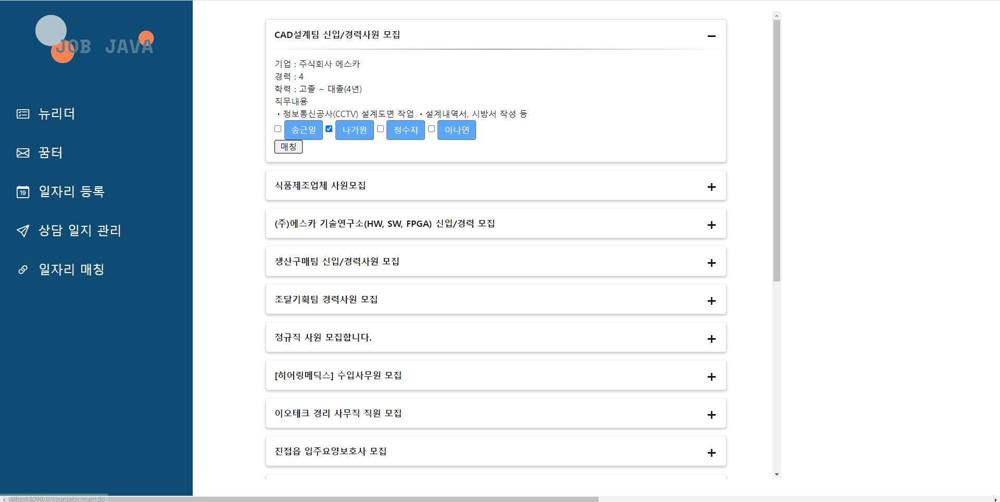 JOB JAVA
뉴리더
꿈터
19
일자리 등록
상담 일지 관리
일자리 매칭
CAD설계팀 신입/경력사원 모집
기업 : 주식회사 에스카
경력 : 4
학력 : 고졸 ~ 대졸(4년)
직무내용
・정보통신공사(CCTV) 설계도면 작업 ・설계내역서, 시방서 작성 등
송근일 나기원 정수지 이나연
매칭
식품제조업체 사원모집
(주)에스카 기술연구소(HW, SW, FPGA) 신입/경력 모집
생산구매팀 신입/경력사원 모집
조달기획팀 경력사원 모집
정규직 사원 모집합니다.
[히어링메딕스] 수입사무원 모집
이오테크 경리 사무직 직원 모집
진접읍 입주요양보호사 모집
localhost:8090/JJ/counselor/main.do